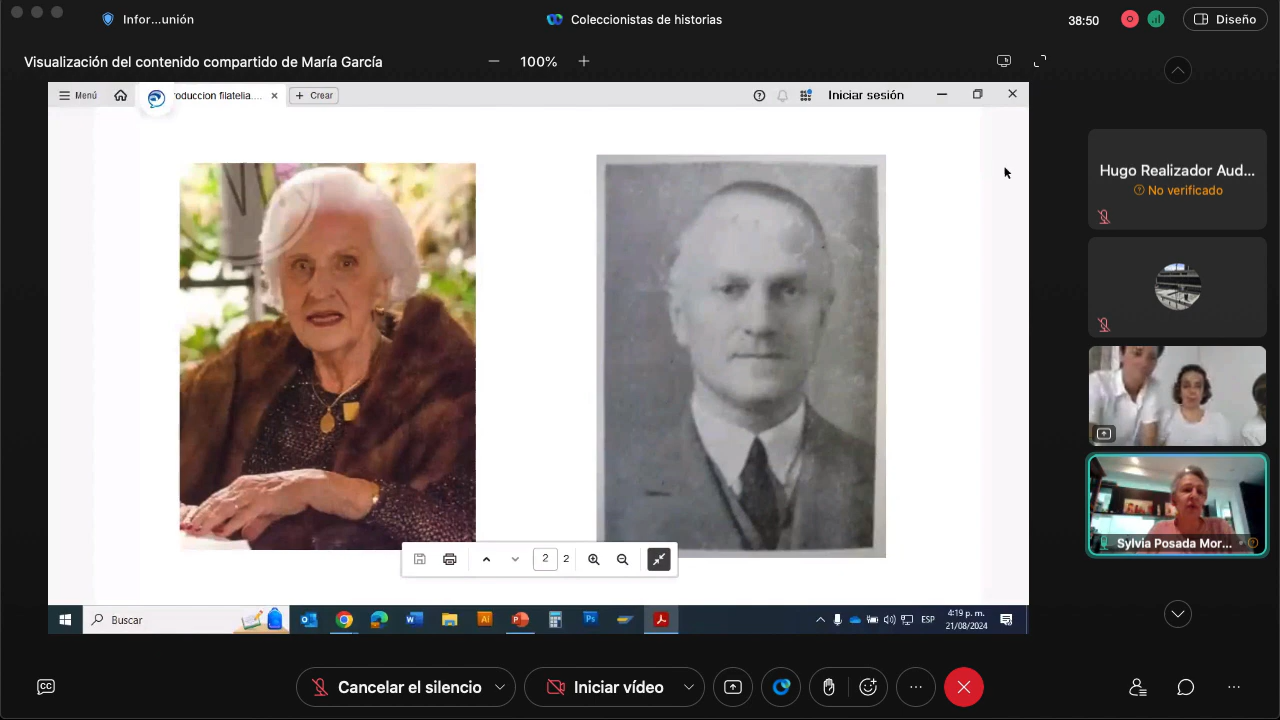 Infor...unión
Coleccionistas de historias
38:50
Diseño
Visualización del contenido compartido de María García
100%
Menú
roduccion filatelia....
Crear
Iniciar sesión
Hugo Realizador Aud...
No verificado
Sylvia Posada Mor...
2
2
Buscar
ESP
4:19 p. m.
21/08/2024
CC
Cancelar el silencio
Iniciar vídeo